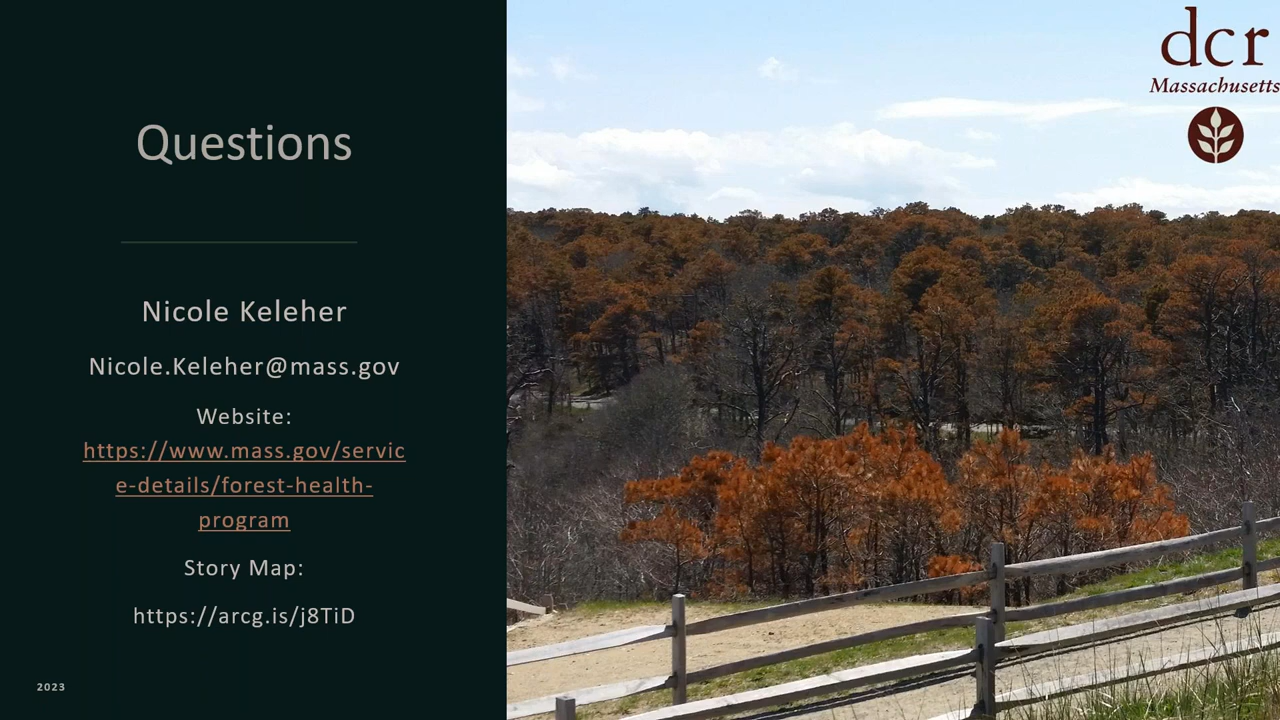 Questions
Nicole Keleher
Nicole.Keleher@mass.gov
Website:
https://www.mass.gov/servic
e-details/forest-health-
program
Story Map:
https://arcg.is/j8TiD
2023
dcr
Massachusetts